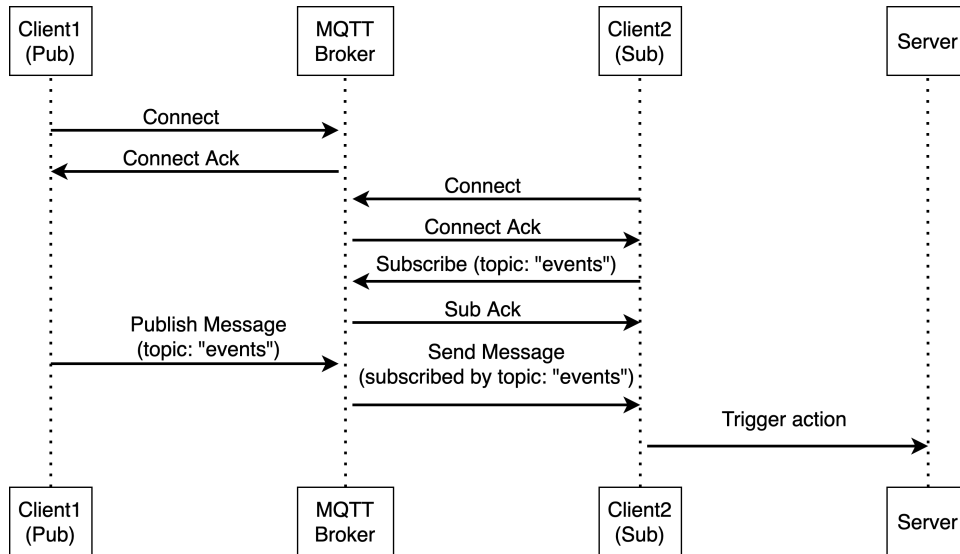 Client1
(Pub)
MQTT
Broker
Client2
(Sub)
Server
Connect
Connect Ack
Connect
Connect Ack
Subscribe (topic: "events")
Sub Ack
Publish Message
(topic: "events")
Send Message
(subscribed by topic: "events")
Trigger action
Client1
(Pub)
MQTT
Broker
Client2
(Sub)
Server